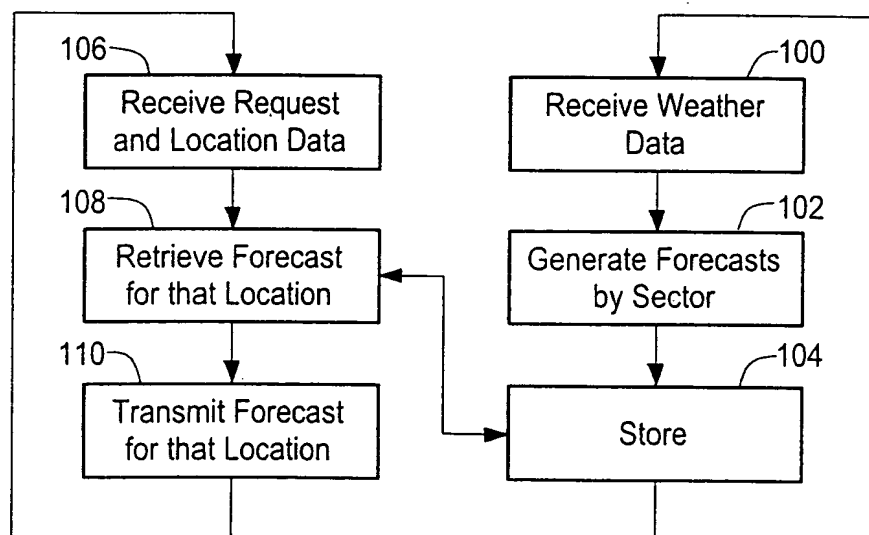 106
Receive Request
and Location Data
108
Retrieve Forecast
for that Location
110
Transmit Forecast
for that Location
100
Receive Weather
Data
102
Generate Forecasts
by Sector
104
Store